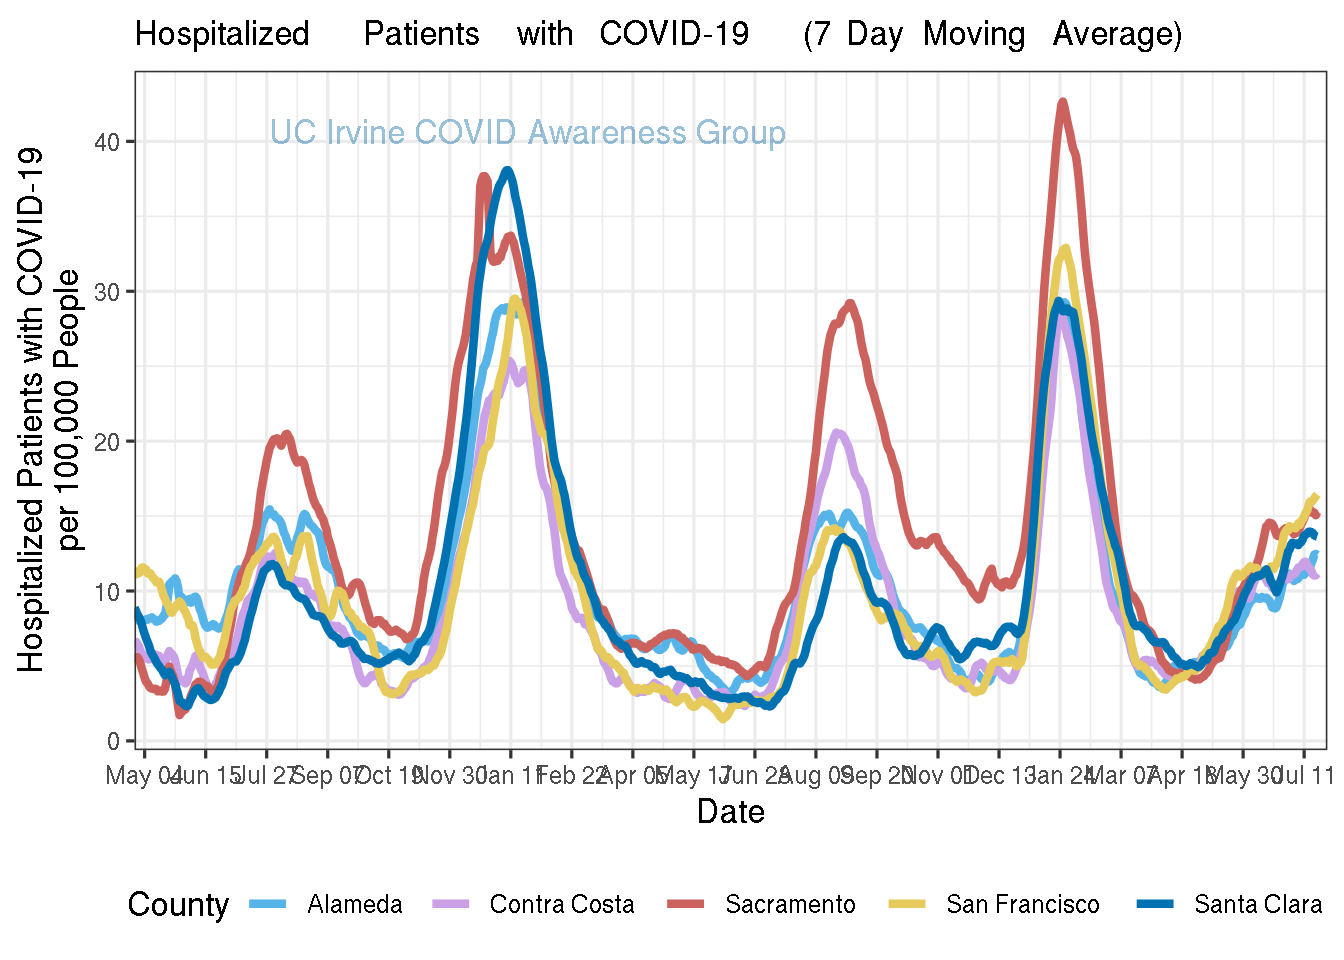 Hospitalized Patients with COVID-19 (7 Day Moving Average)
UC Irvine COVID Awareness Group
Hospitalized Patients with COVID-19
per 100,000 People
40
30
20
10
0
May 04 Jun 15 Jul 27 Sep 07 Oct 19 Nov 30 Jan 11 Feb 22 Apr 05 May 17 Jun 28 Aug 09 Sep 20 Nov 01 Dec 13 Jan 24 Mar 07 Apr 18 May 30 Jul 11
Date
County Alameda Contra Costa Sacramento San Francisco Santa Clara